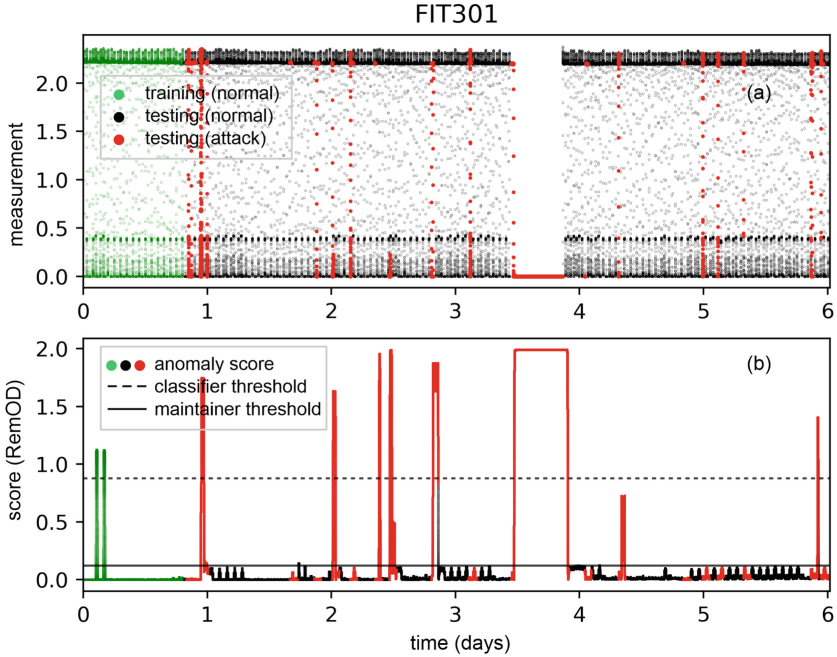 FIT301
measurement
2.0
1.5
1.0
0.5
0.0
training (normal)
testing (normal)
testing (attack)
(a)
0 1 2 3 4 5 6
score (RemOD)
2.0
1.5
1.0
0.5
0.0
anomaly score
classifier threshold
maintainer threshold
(b)
0 1 2 3 4 5 6
time (days)